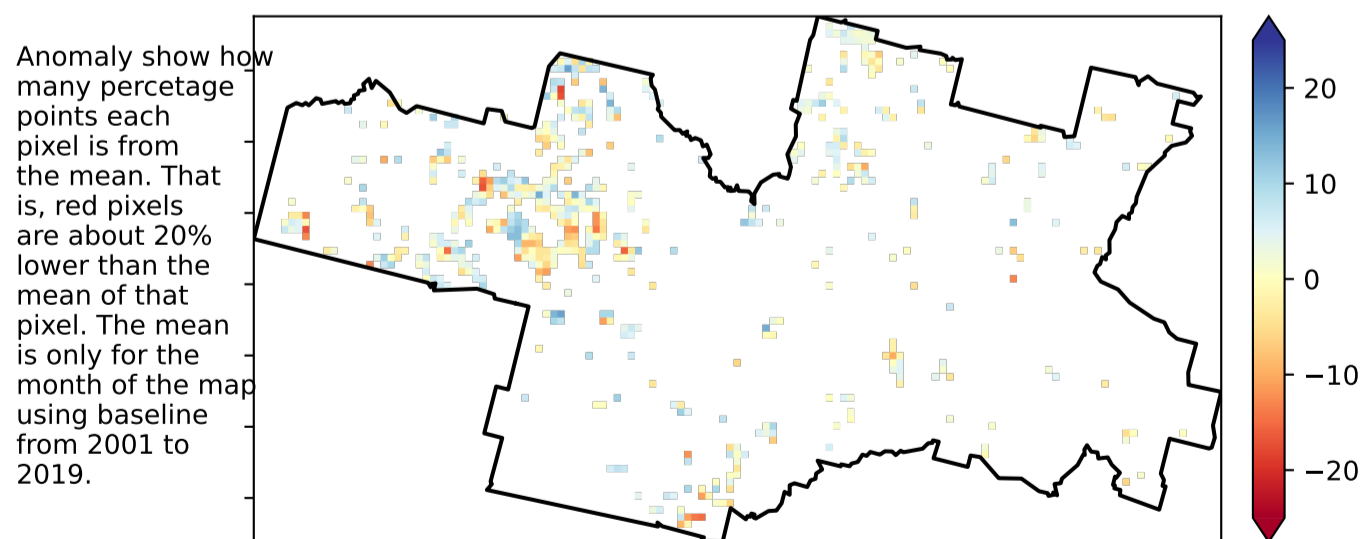 Anomaly show how
many percetage
points each
pixel is from
the mean. That
is, red pixels
are about 20%
lower than the
mean of that
pixel. The mean
is only for the
month of the map
using baseline
from 2001 to
2019.
20
10
0
−10
−20